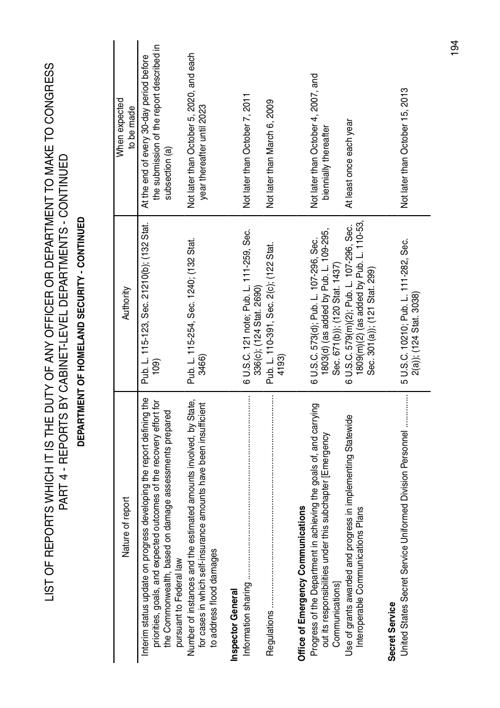 LIST OF REPORTS WHICH IT IS THE DUTY OF ANY OFFICER OR DEPARTMENT TO MAKE TO CONGRESS
PART 4 - REPORTS BY CABINET-LEVEL DEPARTMENTS - CONTINUED
DEPARTMENT OF HOMELAND SECURITY - CONTINUED
Nature of report
Authority
When expected
to be made
Interim status update on progress developing the report defining the
priorities, goals, and expected outcomes of the recovery effort for
the Commonwealth, based on damage assessments prepared
pursuant to Federal law
Pub. L. 115-123, Sec. 21210(b); (132 Stat.
109)
At the end of every 30-day period before
the submission of the report described in
subsection (a)
Number of instances and the estimated amounts involved, by State,
for cases in which self-insurance amounts have been insufficient
to address flood damages
Pub. L. 115-254, Sec. 1240; (132 Stat.
3466)
Not later than October 5, 2020, and each
year thereafter until 2023
Inspector General
Information sharing
6 U.S.C. 121 note; Pub. L. 111-259, Sec.
336(c); (124 Stat. 2690)
Not later than October 7, 2011
Regulations
Pub. L. 110-391, Sec. 2(c); (122 Stat.
4193)
Not later than March 6, 2009
Office of Emergency Communications
Progress of the Department in achieving the goals of, and carrying
out its responsibilities under this subchapter [Emergency
Communications]
6 U.S.C. 573(d); Pub. L. 107-296, Sec.
1803(d) (as added by Pub. L. 109-295,
Sec. 671(b)); (120 Stat. 1437)
Not later than October 4, 2007, and
biennially thereafter
Use of grants awarded and progress in implementing Statewide
Interoperable Communications Plans
6 U.S.C. 579(m)(2); Pub. L. 107-296, Sec.
1809(m)(2) (as added by Pub. L. 110-53,
Sec. 301(a)); (121 Stat. 299)
At least once each year
Secret Service
United States Secret Service Uniformed Division Personnel
5 U.S.C. 10210; Pub. L. 111-282, Sec.
2(a)); (124 Stat. 3038)
Not later than October 15, 2013
194